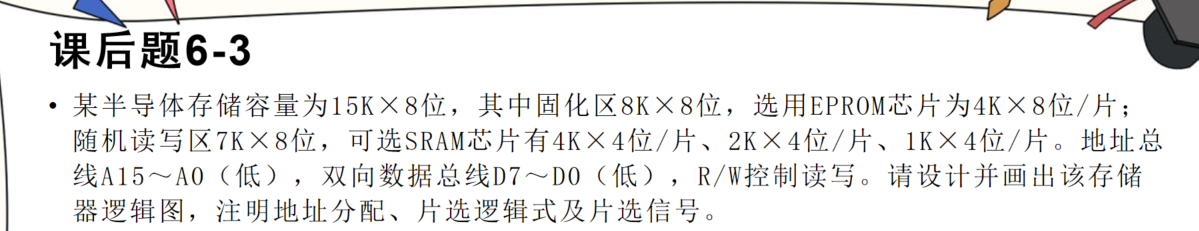 课后题6-3
• 某半导体存储容量为15K×8位，其中固化区8K×8位，选用EPROM芯片为4K×8位/片；
随机读写区7K×8位，可选SRAM芯片有4K×4位/片、2K×4位/片、1K×4位/片。地址总
线A15～A0（低），双向数据总线D7～D0（低），R/W控制读写。请设计并画出该存储
器逻辑图，注明地址分配、片选逻辑式及片选信号。